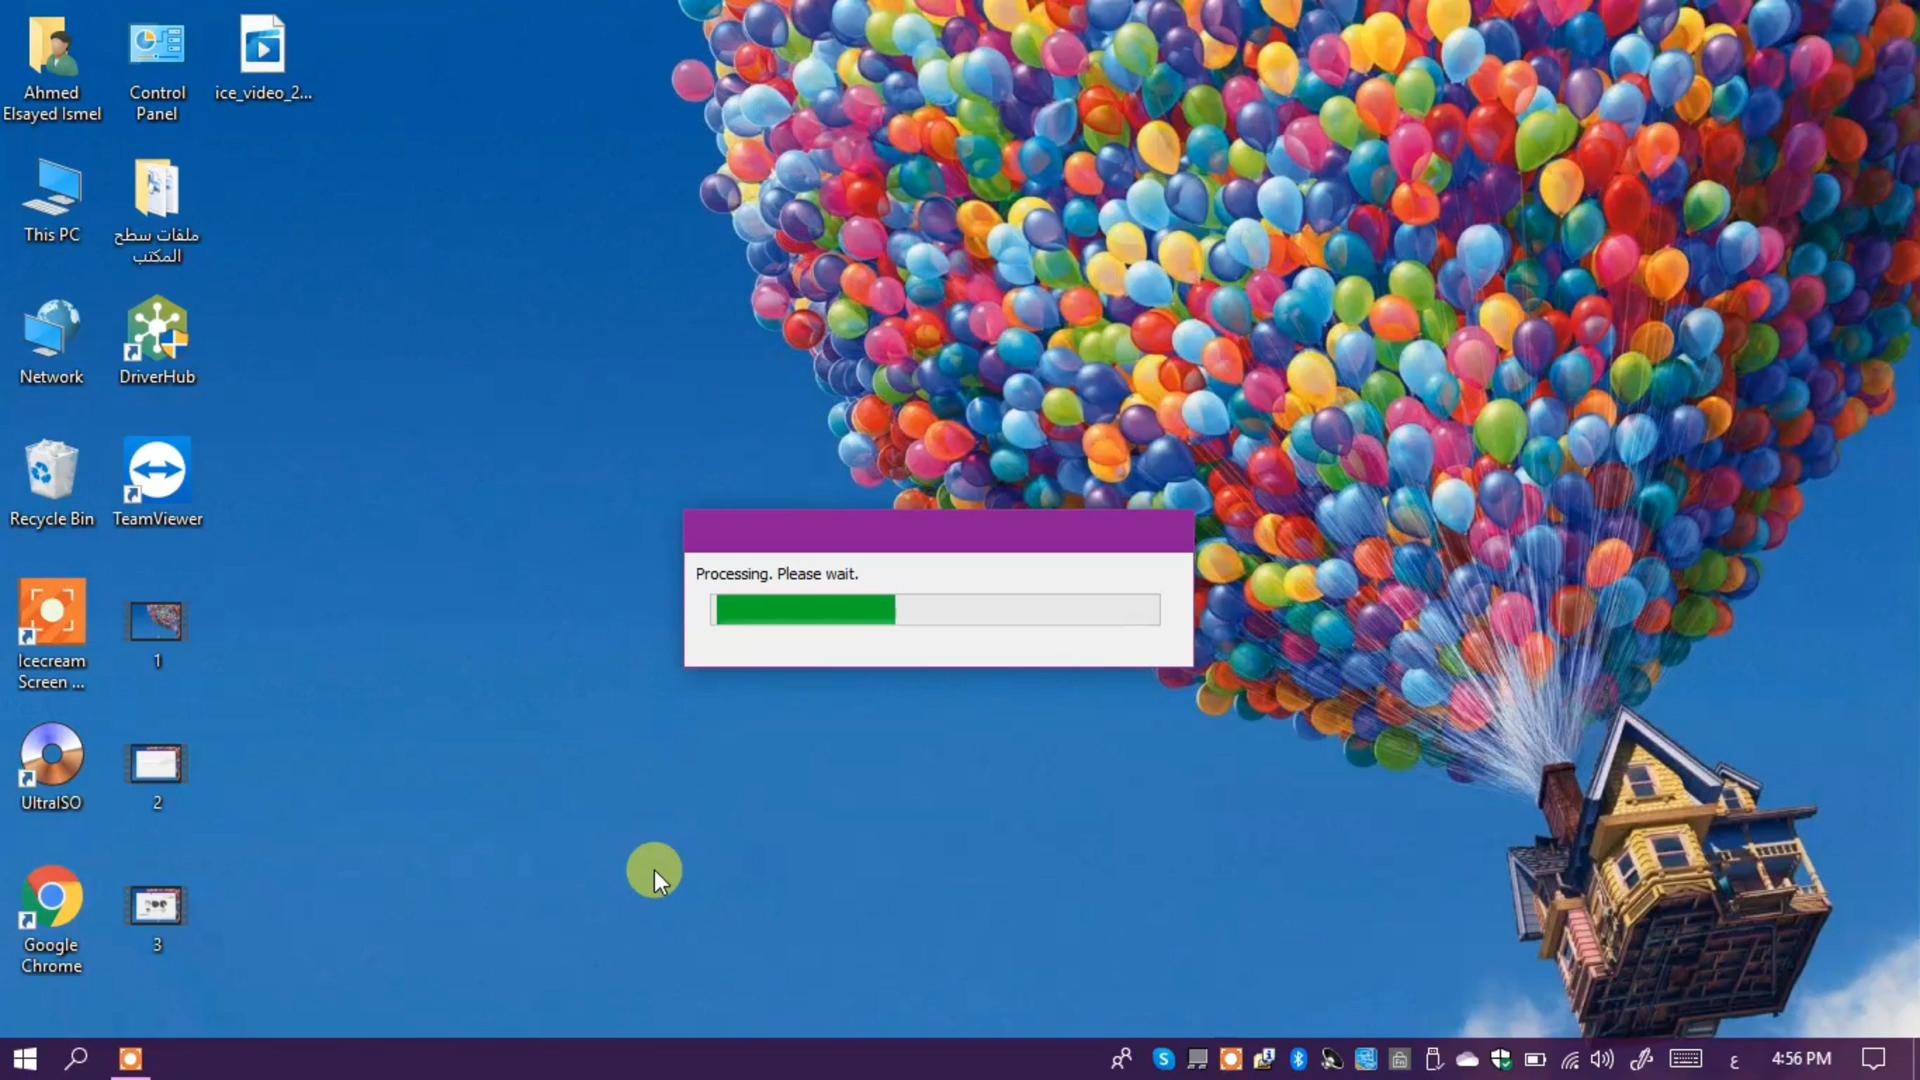 Ahmed
Elsayed Ismel
Control
Panel
ice_video_2...
This PC
ملفات سطح
المكتب
Network
DriverHub
Recycle Bin
TeamViewer
Icecream
Screen ...
1
UltraISO
2
Google
Chrome
3
Processing. Please wait.
ع
4:56 PM